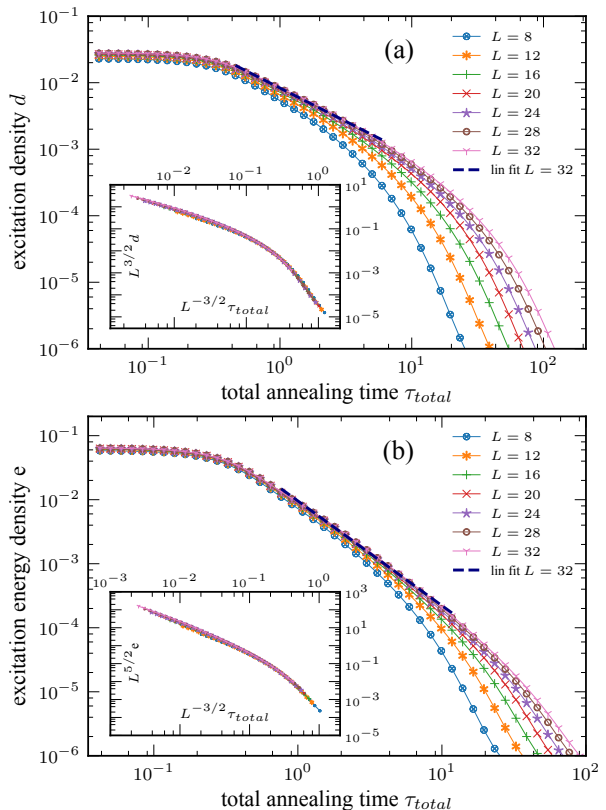 (a)
10^{-1}
10^{-2}
10^{-3}
10^{-4}
10^{-5}
10^{-6}
excitation density d
L = 8
L = 12
L = 16
L = 20
L = 24
L = 28
L = 32
lin fit L = 32
10^{-2} 10^{-1} 10^{0}
10^{1}
10^{-1}
10^{-3}
10^{-5}
L^{3/2} d
L^{-3/2} τ_{total}
10^{-1} 10^{0} 10^{1} 10^{2}
total annealing time τ_{total}
(b)
10^{-1}
10^{-2}
10^{-3}
10^{-4}
10^{-5}
10^{-6}
excitation energy density e
L = 8
L = 12
L = 16
L = 20
L = 24
L = 28
L = 32
lin fit L = 32
10^{-3} 10^{-2} 10^{-1} 10^{0}
10^{3}
10^{1}
10^{-1}
10^{-3}
10^{-5}
L^{5/2} e
L^{-3/2} τ_{total}
10^{-1} 10^{0} 10^{1} 10^{2}
total annealing time τ_{total}